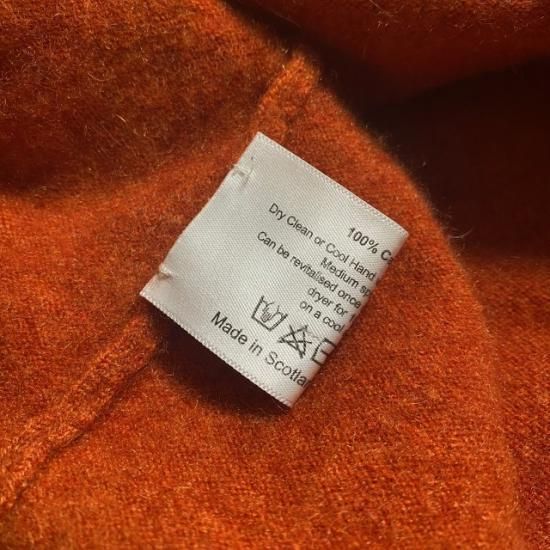 100% C
Dry Clean or Cool Hand
Medium sp
Can be revitalised once
dryer for
on a cool
Made in Scotla